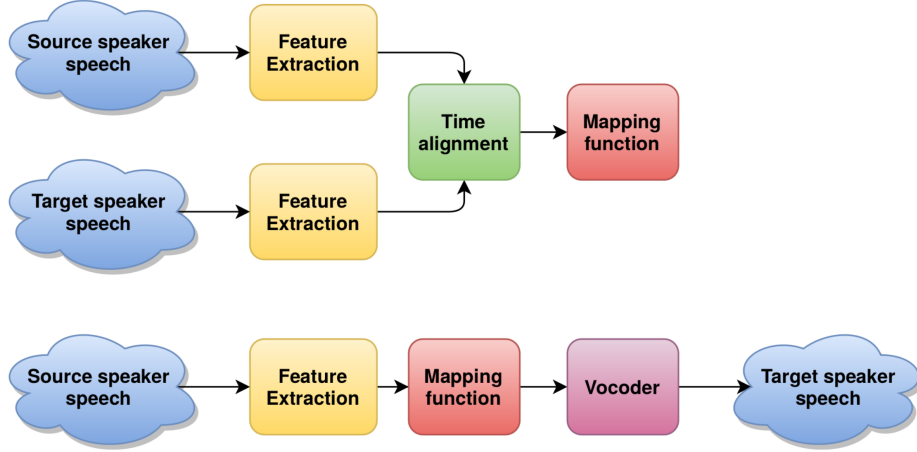 Source speaker
speech
Feature
Extraction
Time
alignment
Mapping
function
Target speaker
speech
Feature
Extraction
Source speaker
speech
Feature
Extraction
Mapping
function
Vocoder
Target speaker
speech